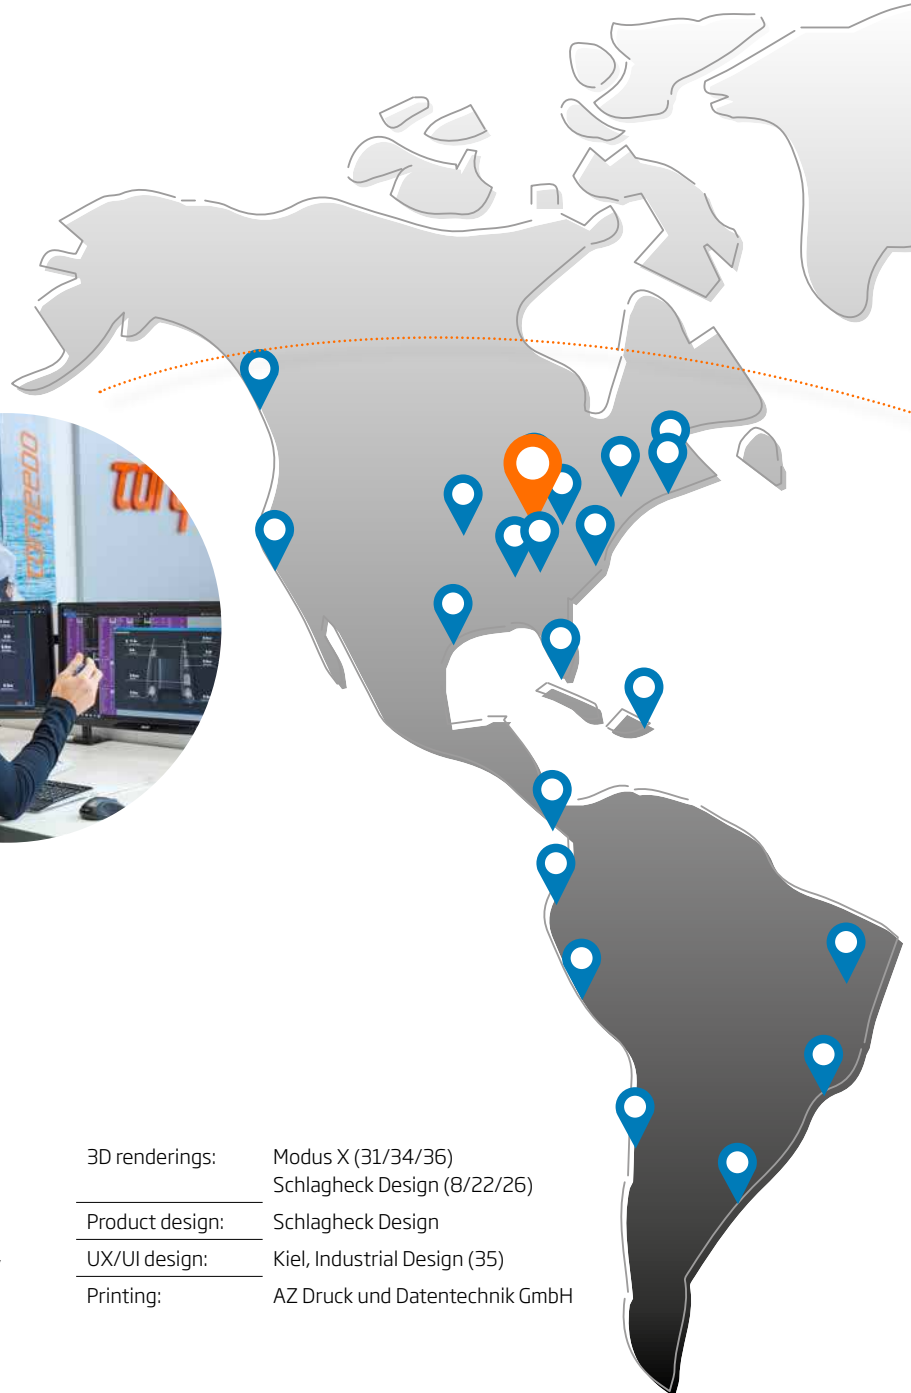 torqeedo
torq
3D renderings: Modus X (31/34/36)
Schlagheck Design (8/22/26)
Product design: Schlagheck Design
UX/UI design: Kiel, Industrial Design (35)
Printing: AZ Druck und Datentechnik GmbH